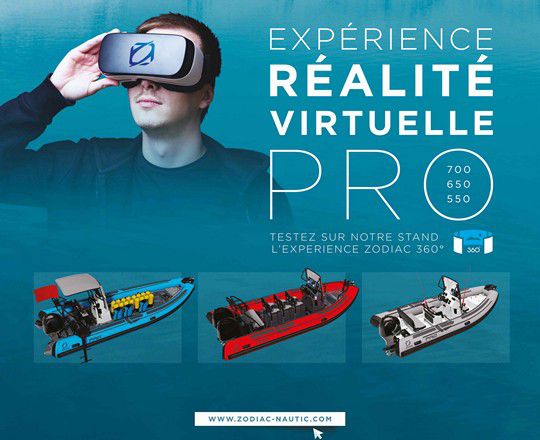 EXPÉRIENCE
RÉALITÉ
VIRTUELLE
PRO
700
650
550
TESTEZ SUR NOTRE STAND
L'EXPERIENCE ZODIAC 360°
360°
WWW.ZODIAC-NAUTIC.COM